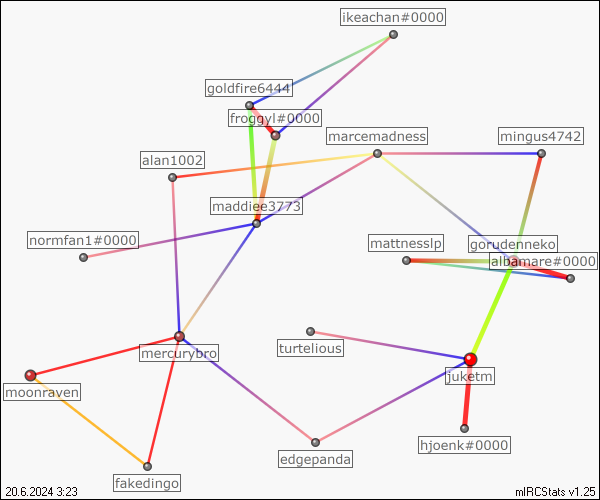 ikeachan#0000
goldfire6444
froggyl#0000
marcemadness
mingus4742
alan1002
maddiee3773
normfan1#0000
mattnesslp
gorudenneko
albamare#0000
mercurybro
turtelious
juketm
moonraven
hjoenk#0000
edgepanda
fakedingo
20.6.2024 3:23
mIRCStats v1.25